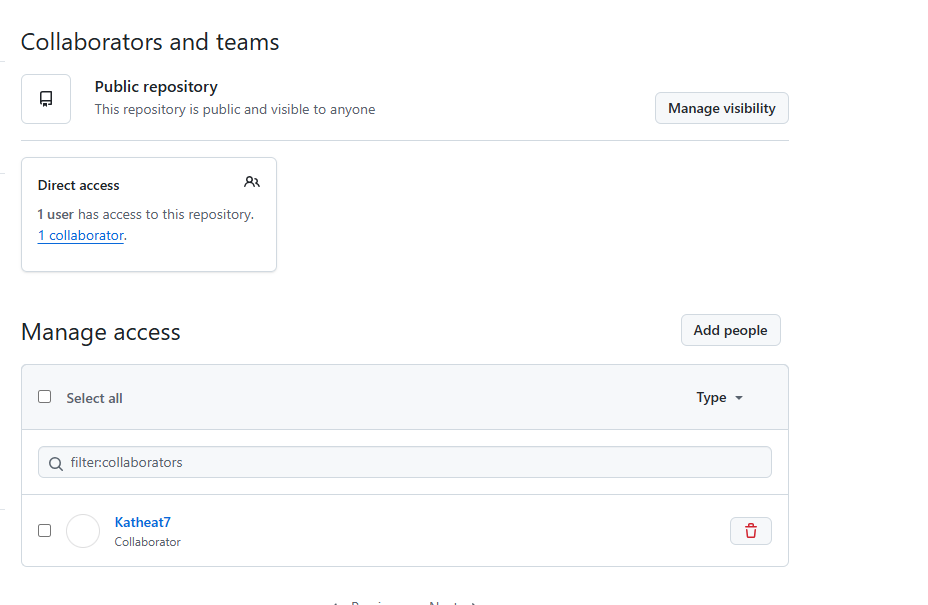 Collaborators and teams
Public repository
This repository is public and visible to anyone
Manage visibility
Direct access
1 user has access to this repository.
1 collaborator.
Manage access
Add people
Select all
Type
filter:collaborators
Katheat7
Collaborator